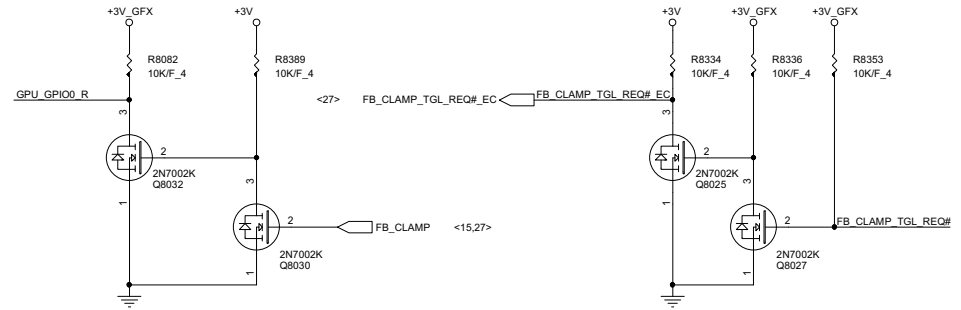 +3V_GFX
+3V
R8082
10K/F_4
R8389
10K/F_4
GPU_GPIO0_R
3
2
2N7002K
Q8032
1
3
2
2N7002K
Q8030
1
FB_CLAMP <15,27>
+3V
+3V_GFX
+3V_GFX
R8334
10K/F_4
R8336
10K/F_4
R8353
10K/F_4
<27> FB_CLAMP_TGL_REQ#_EC
FB_CLAMP_TGL_REQ#_EC
3
2
2N7002K
Q8025
1
3
2
2N7002K
Q8027
1
FB_CLAMP_TGL_REQ#